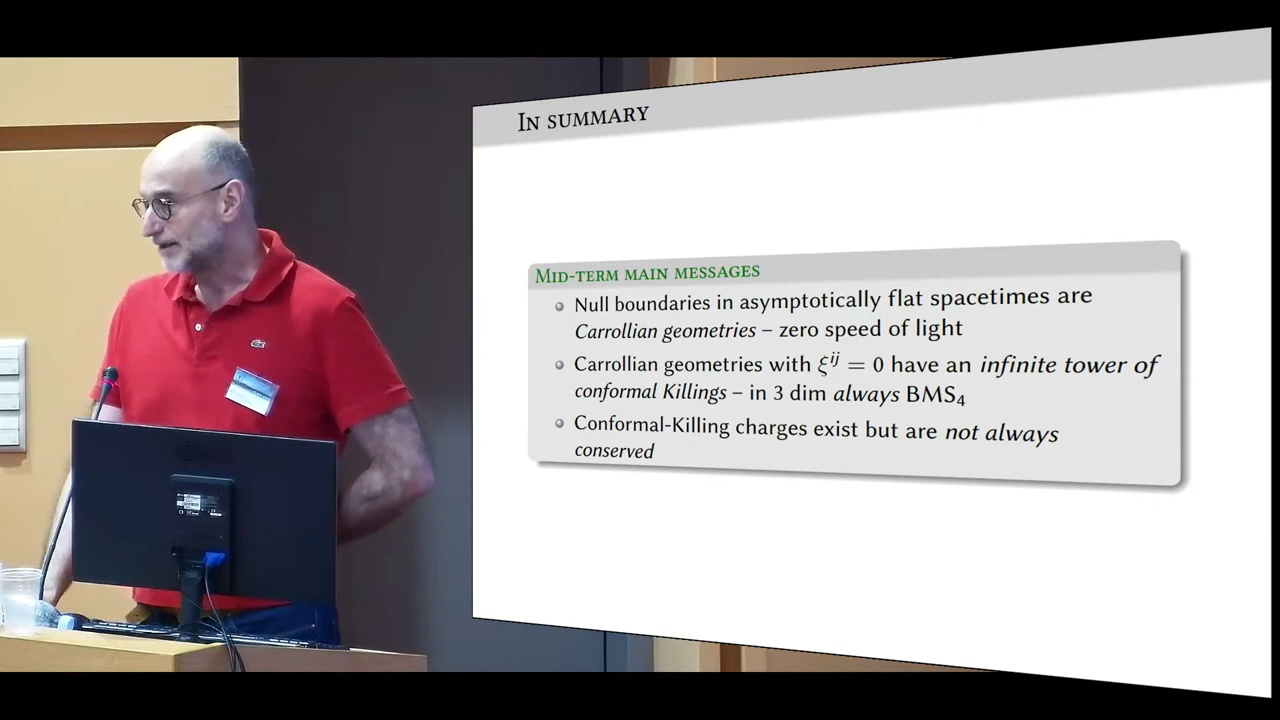 In summary
Mid-term main messages
Null boundaries in asymptotically flat spacetimes are
Carrollian geometries – zero speed of light
Carrollian geometries with ξ^{ij} = 0 have an infinite tower of
conformal Killings – in 3 dim always BMS₄
Conformal-Killing charges exist but are not always
conserved